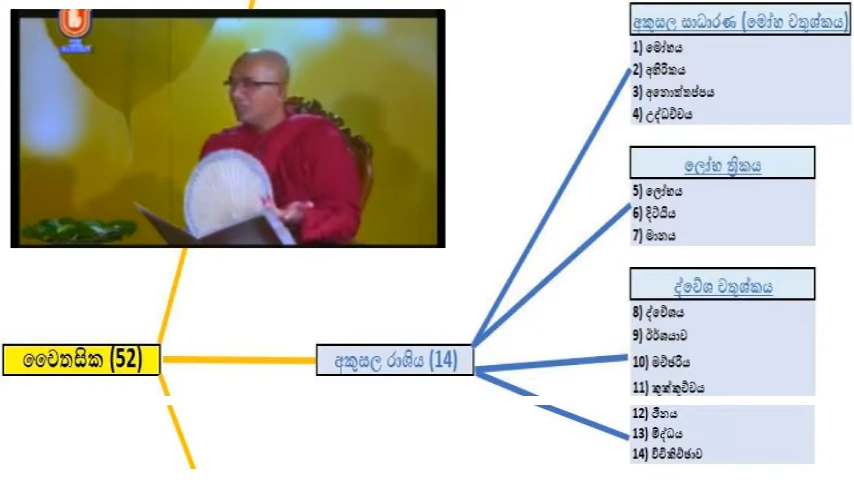 අකුසල සාධාරණ (මෝහ චතුශ්කය)
1) මෝහය
2) අහිරිකය
3) අනොත්තප්පය
4) උද්ධච්චය
ලෝභ ත්‍රිකය
5) ලෝභය
6) දිට්ඨිය
7) මානය
ද්වේශ චතුශ්කය
8) ද්වේශය
9) ඊර්ශයාව
10) මච්ඡරිය
11) කුක්කුච්චය
12) ථීනය
13) මිද්ධය
14) විචිකිච්ඡාව
චෛතසික (52)
අකුසල රාශිය (14)